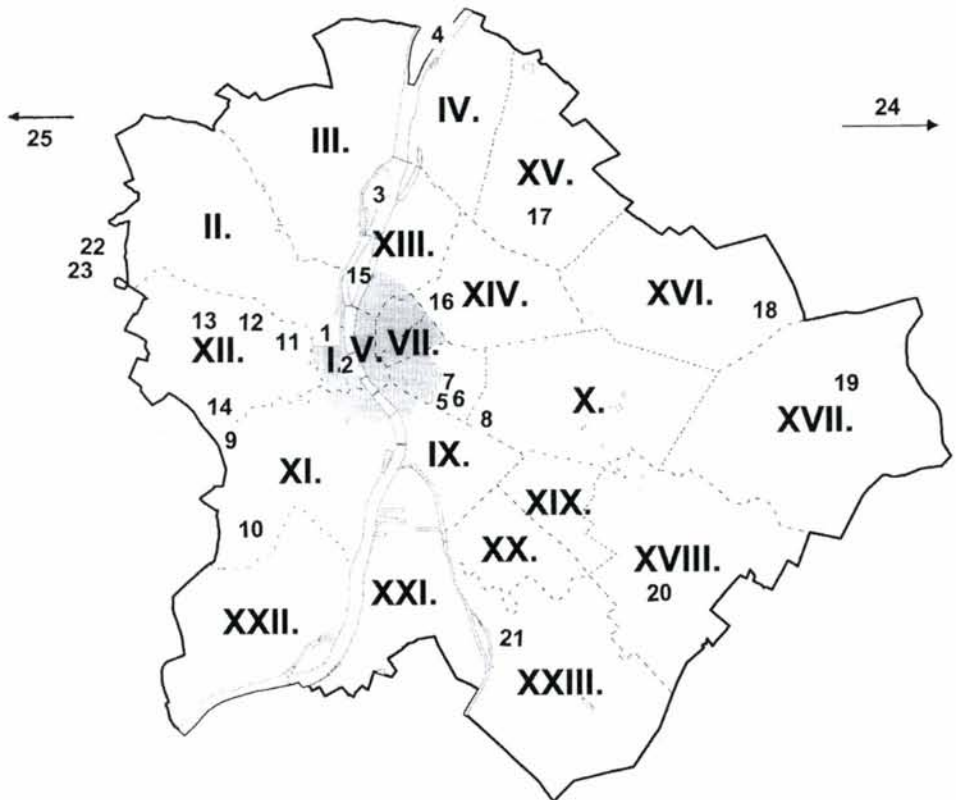 4
24
25
IV.
III.
XV.
3
17
II.
XIII.
22
23
15
16
XIV.
XVI.
18
13
12
11
1
XII.
I.
2
V.
VII.
7
5
6
8
X.
19
XVII.
14
9
XI.
IX.
10
XIX.
XX.
XVIII.
20
XXI.
XXII.
21
XXIII.